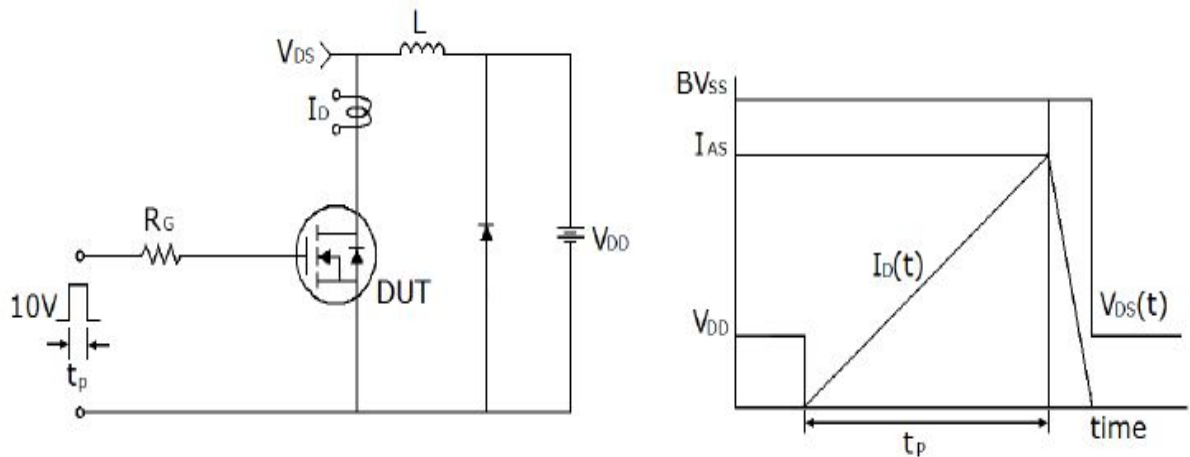 L
VDS
ID
RG
10V
tp
DUT
VDD
BVSS
IAS
VDD
ID(t)
VDS(t)
tP
time